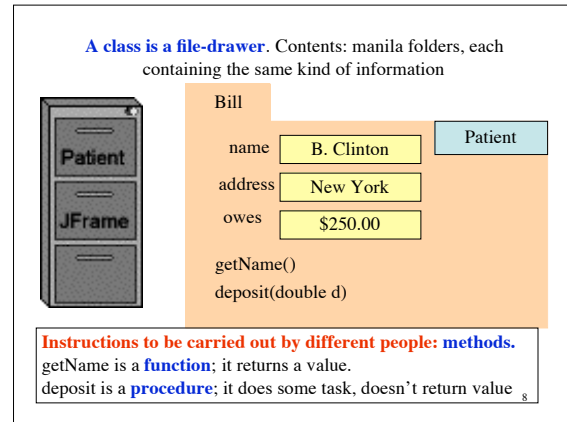 A class is a file-drawer. Contents: manila folders, each
containing the same kind of information
Patient
JFrame
Bill
Patient
name B. Clinton
address New York
owes $250.00
getName()
deposit(double d)
Instructions to be carried out by different people: methods.
getName is a function; it returns a value.
deposit is a procedure; it does some task, doesn’t return value
8